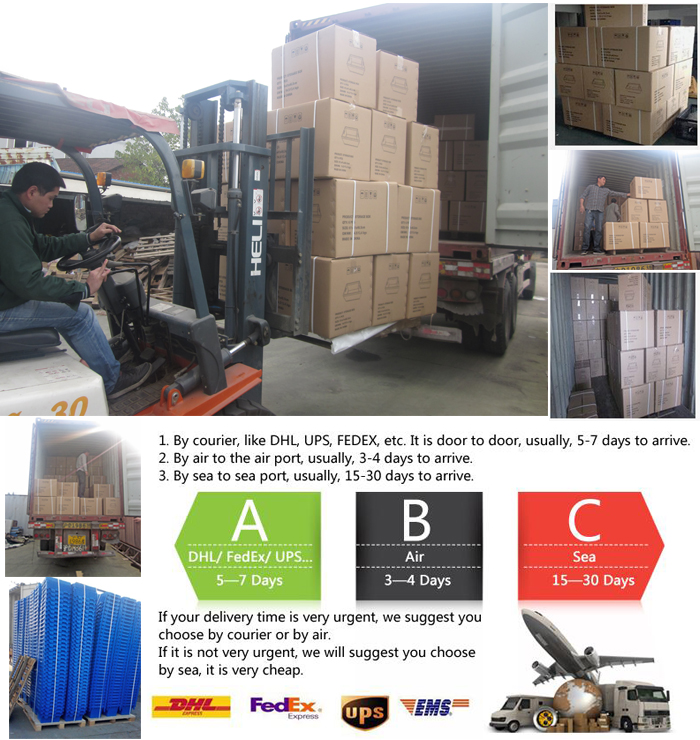 HELI
30
1. By courier, like DHL, UPS, FEDEX, etc. It is door to door, usually, 5-7 days to arrive.
2. By air to the air port, usually, 3-4 days to arrive.
3. By sea to sea port, usually, 15-30 days to arrive.
A
DHL/ FedEx/ UPS...
5—7 Days
B
Air
3—4 Days
C
Sea
15—30 Days
If your delivery time is very urgent, we suggest you
choose by courier or by air.
If it is not very urgent, we will suggest you choose
by sea, it is very cheap.
DHL
EXPRESS
FedEx
Express
ups
EMS